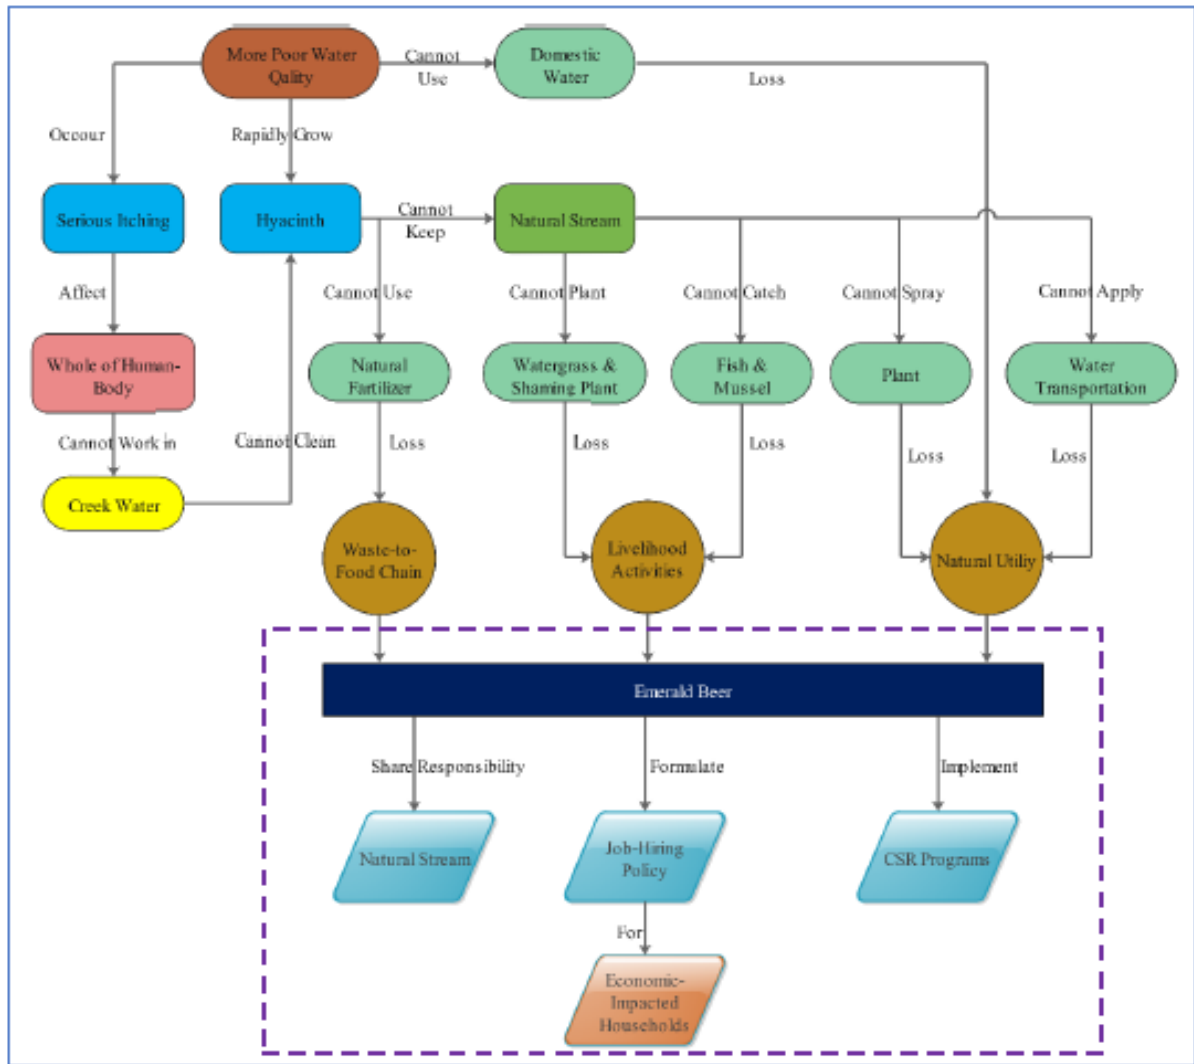 More Poor Water
Qality
Cannot
Use
Domestic
Water
Loss
Occour
Rapidly Grow
Serious Itching
Hyacinth
Cannot
Keep
Natural Stream
Affect
Cannot Use
Cannot Plant
Cannot Catch
Cannot Spray
Cannot Apply
Whole of Human-
Body
Natural
Fartilizer
Watergrass &
Shaming Plant
Fish &
Mussel
Plant
Water
Transportation
Cannot Work in
Cannot Clean
Loss
Loss
Loss
Loss
Loss
Creek Water
Waste-to-
Food Chain
Livelihood
Activities
Natural Utiliy
Emerald Beer
Share Responsibility
Formulate
Implement
Natural Stream
Job-Hiring
Policy
CSR Programs
For
Economic-
Impacted
Households